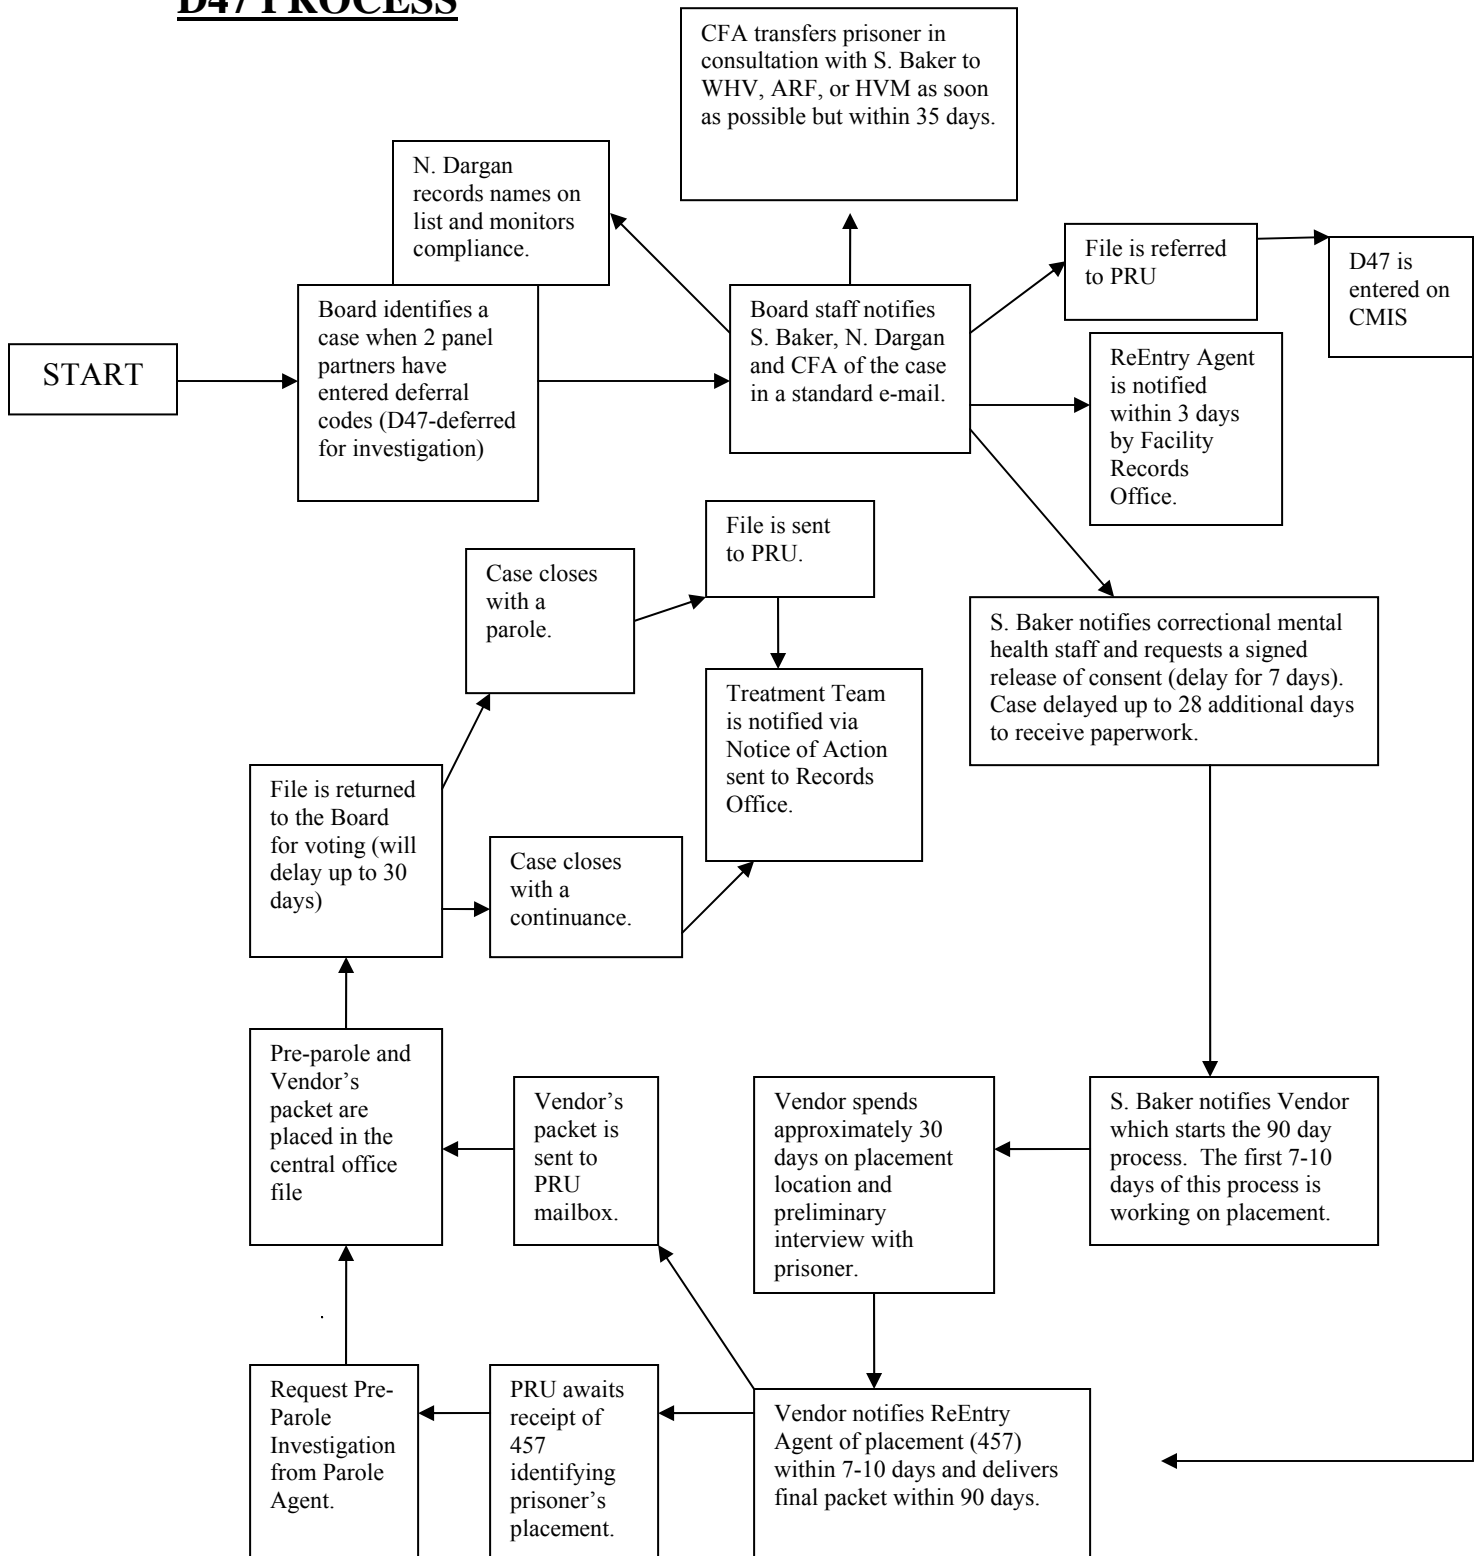 D47 PROCESS
CFA transfers prisoner in
consultation with S. Baker to
WHV, ARF, or HVM as soon
as possible but within 35 days.
N. Dargan
records names on
list and monitors
compliance.
File is referred
to PRU
D47 is
entered on
CMIS
START
Board identifies a
case when 2 panel
partners have
entered deferral
codes (D47-deferred
for investigation)
Board staff notifies
S. Baker, N. Dargan
and CFA of the case
in a standard e-mail.
ReEntry Agent
is notified
within 3 days
by Facility
Records
Office.
File is sent
to PRU.
Case closes
with a
parole.
S. Baker notifies correctional mental
health staff and requests a signed
release of consent (delay for 7 days).
Case delayed up to 28 additional days
to receive paperwork.
Treatment Team
is notified via
Notice of Action
sent to Records
Office.
File is returned
to the Board
for voting (will
delay up to 30
days)
Case closes
with a
continuance.
Pre-parole and
Vendor's
packet are
placed in the
central office
file
Vendor's
packet is
sent to
PRU
mailbox.
Vendor spends
approximately 30
days on placement
location and
preliminary
interview with
prisoner.
S. Baker notifies Vendor
which starts the 90 day
process.  The first 7-10
days of this process is
working on placement.
.
Request Pre-
Parole
Investigation
from Parole
Agent.
PRU awaits
receipt of
457
identifying
prisoner's
placement.
Vendor notifies ReEntry
Agent of placement (457)
within 7-10 days and delivers
final packet within 90 days.